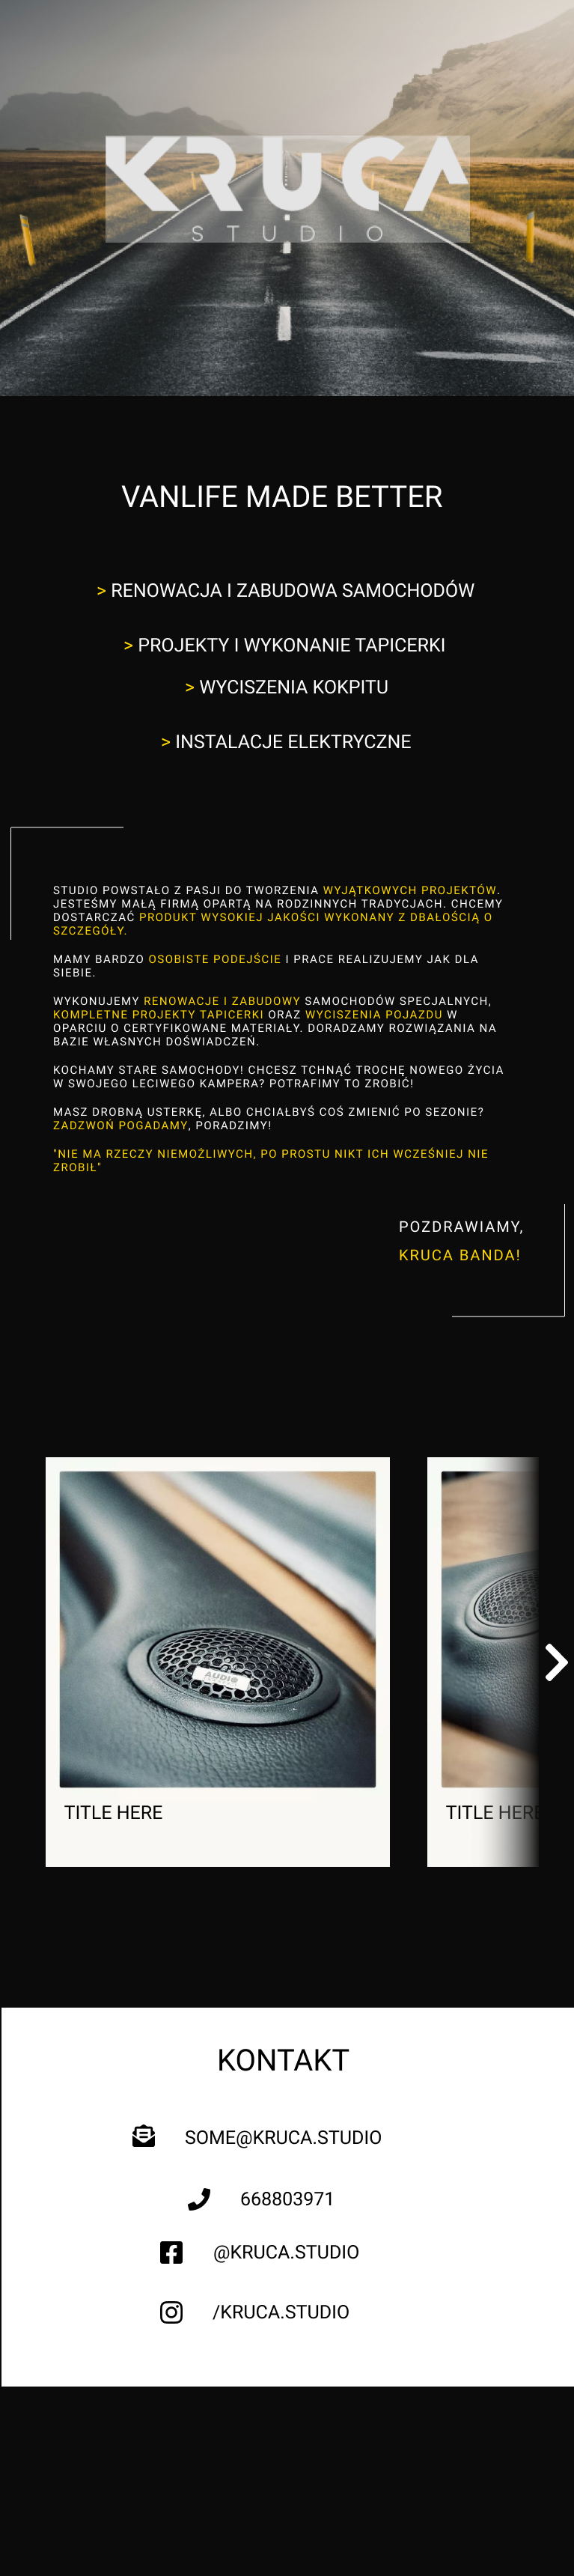 KRUCA
STUDIO
VANLIFE MADE BETTER
> RENOWACJA I ZABUDOWA SAMOCHODÓW
> PROJEKTY I WYKONANIE TAPICERKI
> WYCISZENIA KOKPITU
> INSTALACJE ELEKTRYCZNE
STUDIO POWSTAŁO Z PASJI DO TWORZENIA WYJĄTKOWYCH PROJEKTÓW.
JESTEŚMY MAŁĄ FIRMĄ OPARTĄ NA RODZINNYCH TRADYCJACH. CHCEMY
DOSTARCZAĆ PRODUKT WYSOKIEJ JAKOŚCI WYKONANY Z DBAŁOŚCIĄ O
SZCZEGÓŁY.
MAMY BARDZO OSOBISTE PODEJŚCIE I PRACE REALIZUJEMY JAK DLA
SIEBIE.
WYKONUJEMY RENOWACJE I ZABUDOWY SAMOCHODÓW SPECJALNYCH,
KOMPLETNE PROJEKTY TAPICERKI ORAZ WYCISZENIA POJAZDU W
OPARCIU O CERTYFIKOWANE MATERIAŁY. DORADZAMY ROZWIĄZANIA NA
BAZIE WŁASNYCH DOŚWIADCZEŃ.
KOCHAMY STARE SAMOCHODY! CHCESZ TCHNĄĆ TROCHĘ NOWEGO ŻYCIA
W SWOJEGO LECIWEGO KAMPERA? POTRAFIMY TO ZROBIĆ!
MASZ DROBNĄ USTERKĘ, ALBO CHCIAŁBYŚ COŚ ZMIENIĆ PO SEZONIE?
ZADZWOŃ POGADAMY, PORADZIMY!
"NIE MA RZECZY NIEMOŻLIWYCH, PO PROSTU NIKT ICH WCZEŚNIEJ NIE
ZROBIŁ"
POZDRAWIAMY,
KRUCA BANDA!
AUDIO
TITLE HERE
TITLE HERE
KONTAKT
SOME@KRUCA.STUDIO
668803971
@KRUCA.STUDIO
/KRUCA.STUDIO